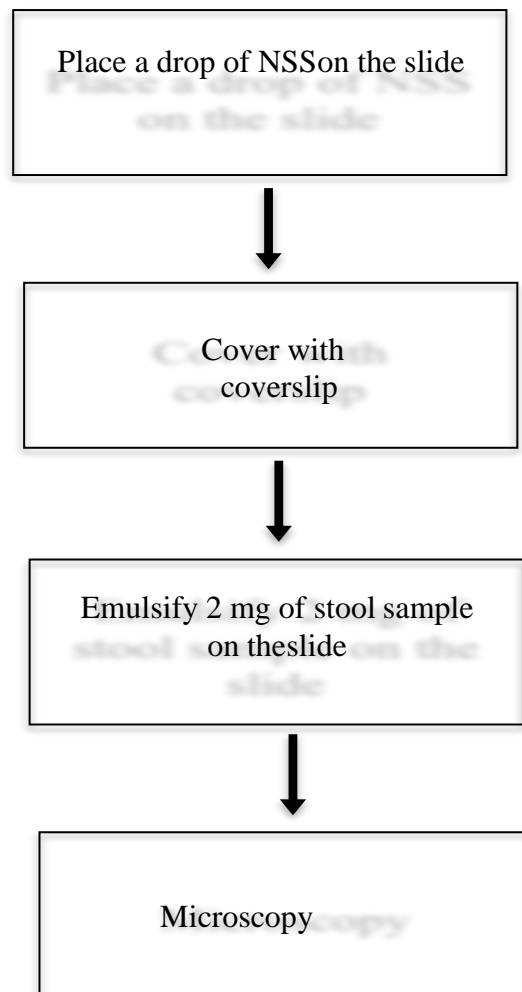 Place a drop of NSSon the slide
Cover with
coverslip
Emulsify 2 mg of stool sample
on theslide
Microscopy